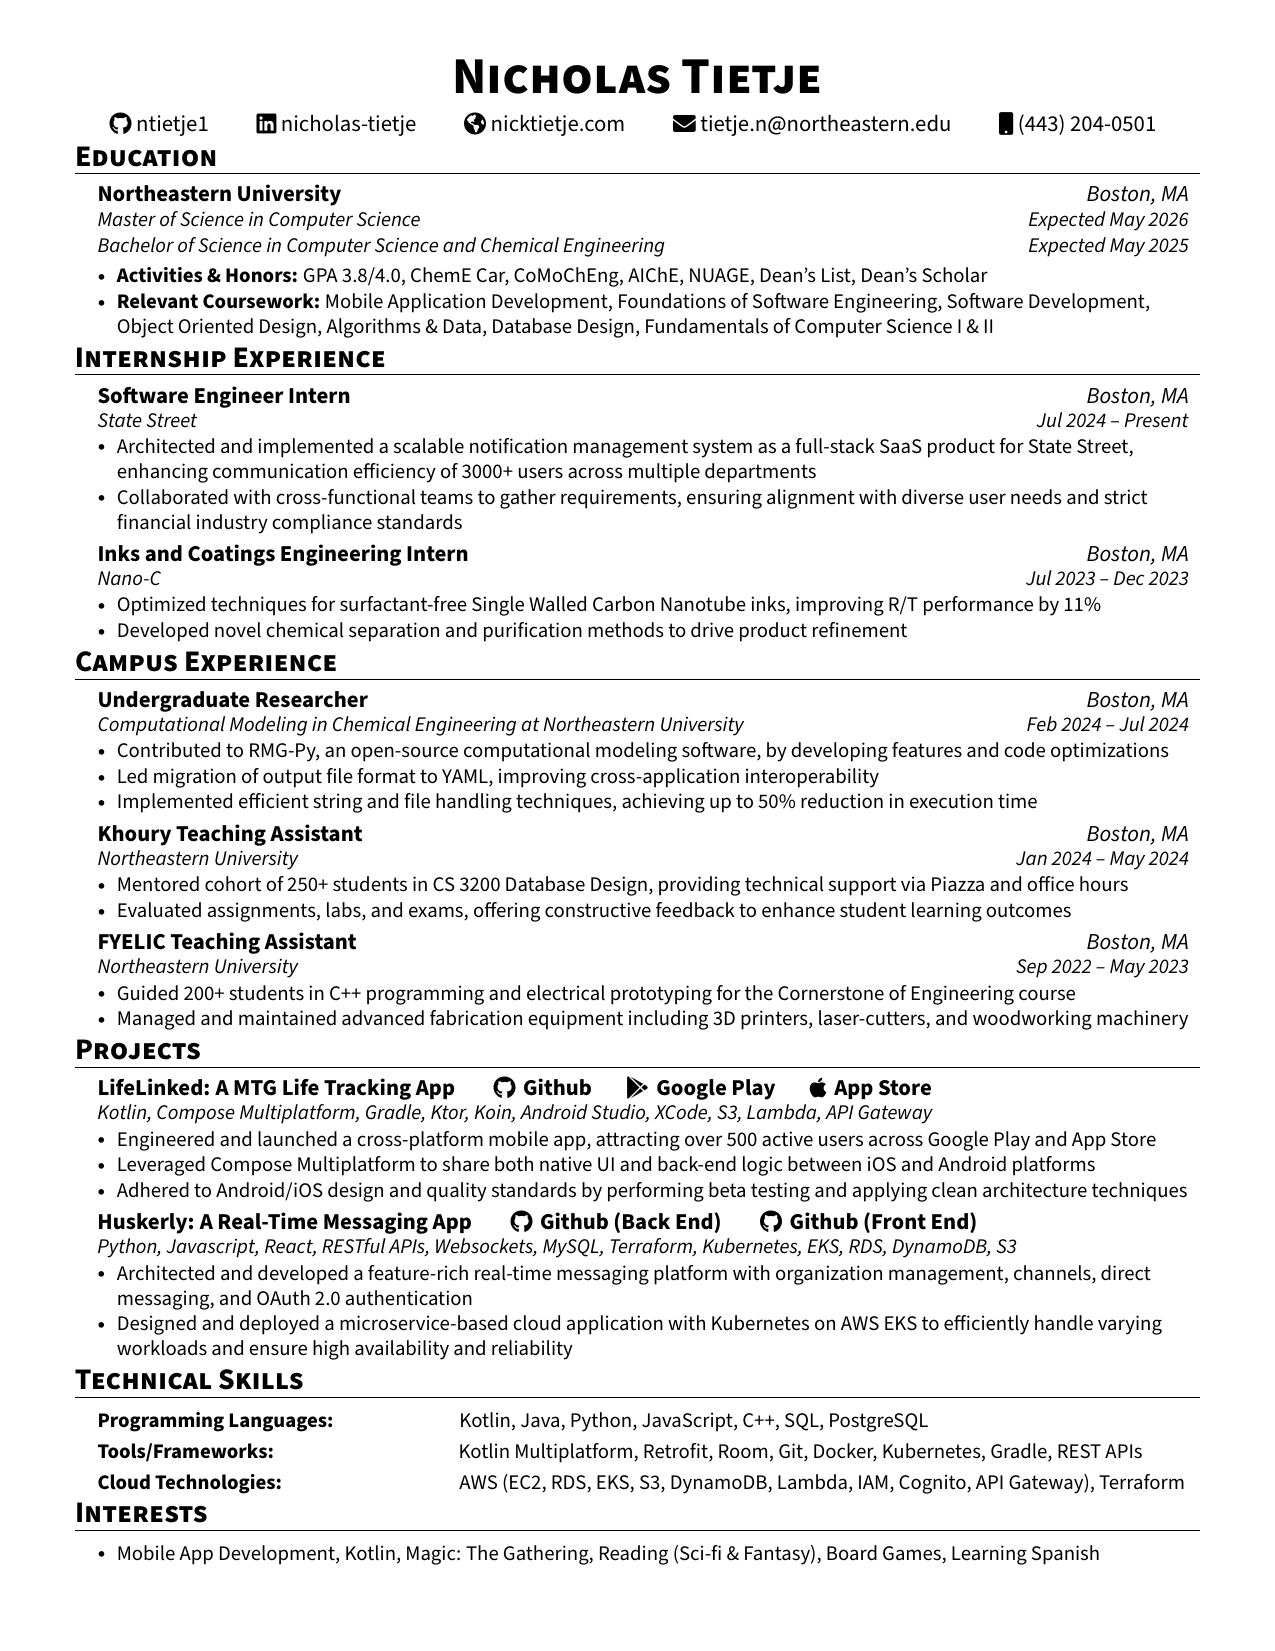 Nicholas Tietje
ntietje1 nicholas-tietje nicktietje.com tietje.n@northeastern.edu (443) 204-0501
Education
Northeastern University Boston, MA
Master of Science in Computer Science Expected May 2026
Bachelor of Science in Computer Science and Chemical Engineering Expected May 2025
• Activities & Honors: GPA 3.8/4.0, ChemE Car, CoMoChEng, AIChE, NUAGE, Dean’s List, Dean’s Scholar
• Relevant Coursework: Mobile Application Development, Foundations of Software Engineering, Software Development,
Object Oriented Design, Algorithms & Data, Database Design, Fundamentals of Computer Science I & II
Internship Experience
Software Engineer Intern Boston, MA
State Street Jul 2024 – Present
• Architected and implemented a scalable notification management system as a full-stack SaaS product for State Street,
enhancing communication efficiency of 3000+ users across multiple departments
• Collaborated with cross-functional teams to gather requirements, ensuring alignment with diverse user needs and strict
financial industry compliance standards
Inks and Coatings Engineering Intern Boston, MA
Nano-C Jul 2023 – Dec 2023
• Optimized techniques for surfactant-free Single Walled Carbon Nanotube inks, improving R/T performance by 11%
• Developed novel chemical separation and purification methods to drive product refinement
Campus Experience
Undergraduate Researcher Boston, MA
Computational Modeling in Chemical Engineering at Northeastern University Feb 2024 – Jul 2024
• Contributed to RMG-Py, an open-source computational modeling software, by developing features and code optimizations
• Led migration of output file format to YAML, improving cross-application interoperability
• Implemented efficient string and file handling techniques, achieving up to 50% reduction in execution time
Khoury Teaching Assistant Boston, MA
Northeastern University Jan 2024 – May 2024
• Mentored cohort of 250+ students in CS 3200 Database Design, providing technical support via Piazza and office hours
• Evaluated assignments, labs, and exams, offering constructive feedback to enhance student learning outcomes
FYELIC Teaching Assistant Boston, MA
Northeastern University Sep 2022 – May 2023
• Guided 200+ students in C++ programming and electrical prototyping for the Cornerstone of Engineering course
• Managed and maintained advanced fabrication equipment including 3D printers, laser-cutters, and woodworking machinery
Projects
LifeLinked: A MTG Life Tracking App Github Google Play App Store
Kotlin, Compose Multiplatform, Gradle, Ktor, Koin, Android Studio, XCode, S3, Lambda, API Gateway
• Engineered and launched a cross-platform mobile app, attracting over 500 active users across Google Play and App Store
• Leveraged Compose Multiplatform to share both native UI and back-end logic between iOS and Android platforms
• Adhered to Android/iOS design and quality standards by performing beta testing and applying clean architecture techniques
Huskerly: A Real-Time Messaging App Github (Back End) Github (Front End)
Python, Javascript, React, RESTful APIs, Websockets, MySQL, Terraform, Kubernetes, EKS, RDS, DynamoDB, S3
• Architected and developed a feature-rich real-time messaging platform with organization management, channels, direct
messaging, and OAuth 2.0 authentication
• Designed and deployed a microservice-based cloud application with Kubernetes on AWS EKS to efficiently handle varying
workloads and ensure high availability and reliability
Technical Skills
Programming Languages: Kotlin, Java, Python, JavaScript, C++, SQL, PostgreSQL
Tools/Frameworks: Kotlin Multiplatform, Retrofit, Room, Git, Docker, Kubernetes, Gradle, REST APIs
Cloud Technologies: AWS (EC2, RDS, EKS, S3, DynamoDB, Lambda, IAM, Cognito, API Gateway), Terraform
Interests
• Mobile App Development, Kotlin, Magic: The Gathering, Reading (Sci-fi & Fantasy), Board Games, Learning Spanish